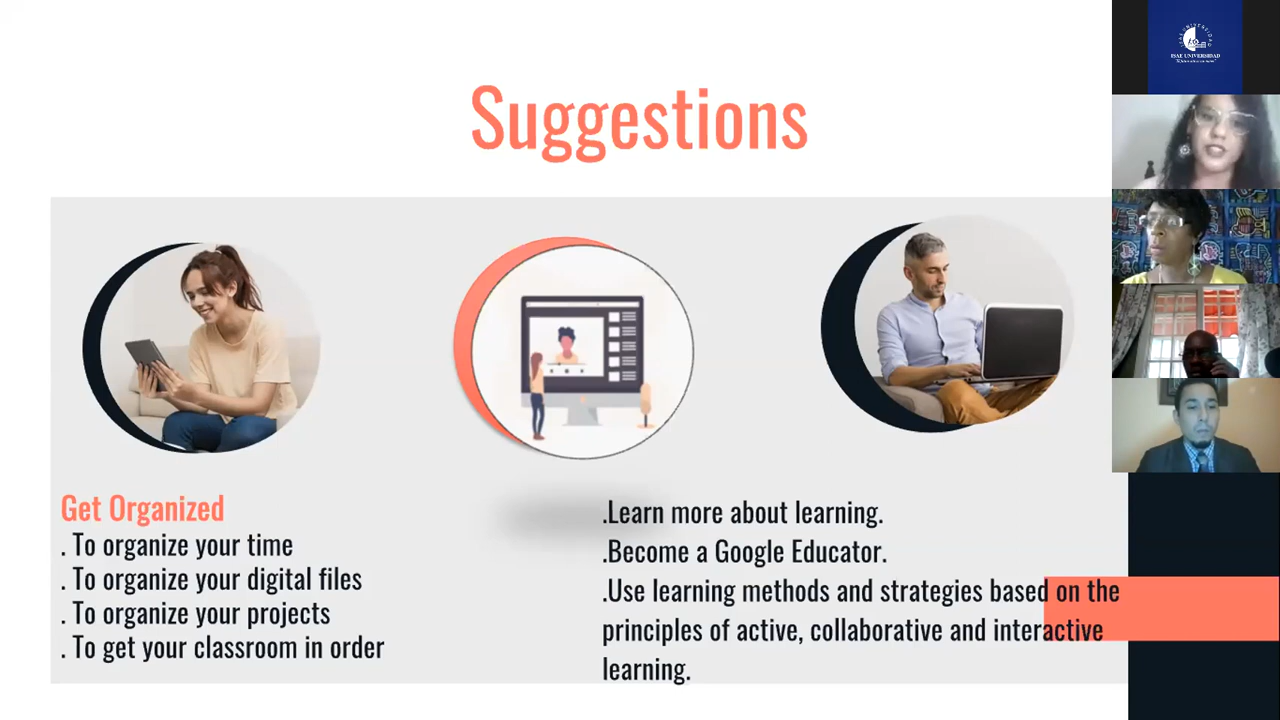 Suggestions
Get Organized
. To organize your time
. To organize your digital files
. To organize your projects
. To get your classroom in order
.Learn more about learning.
.Become a Google Educator.
.Use learning methods and strategies based on the
principles of active, collaborative and interactive
learning.
ISAE UNIVERSIDAD